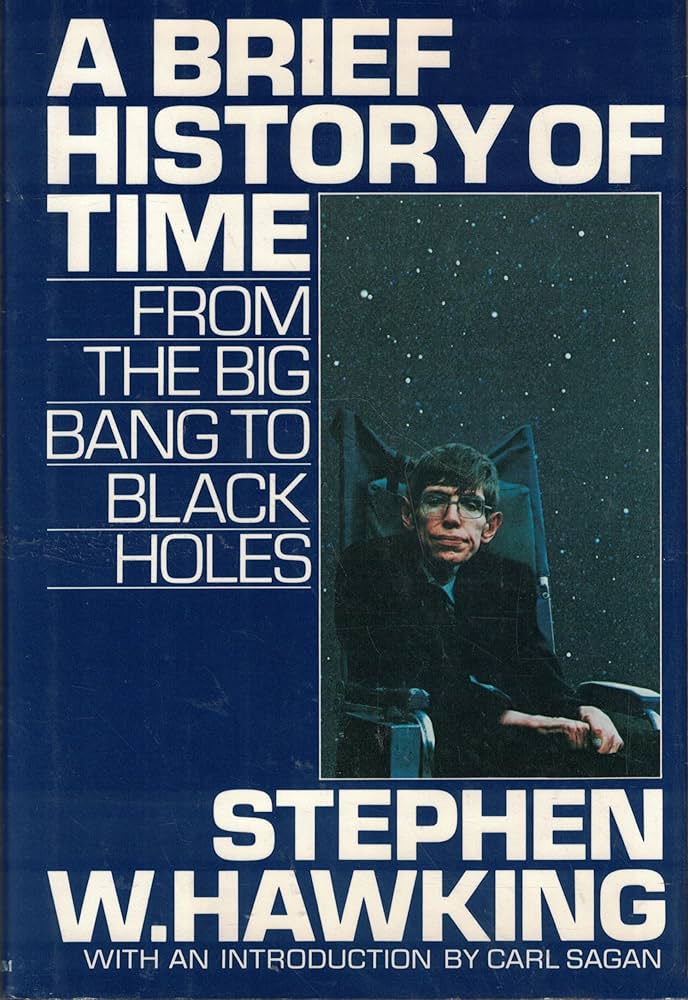 A BRIEF
HISTORY OF
TIME
FROM
THE BIG
BANG TO
BLACK
HOLES
STEPHEN
W.HAWKING
WITH AN INTRODUCTION BY CARL SAGAN
M